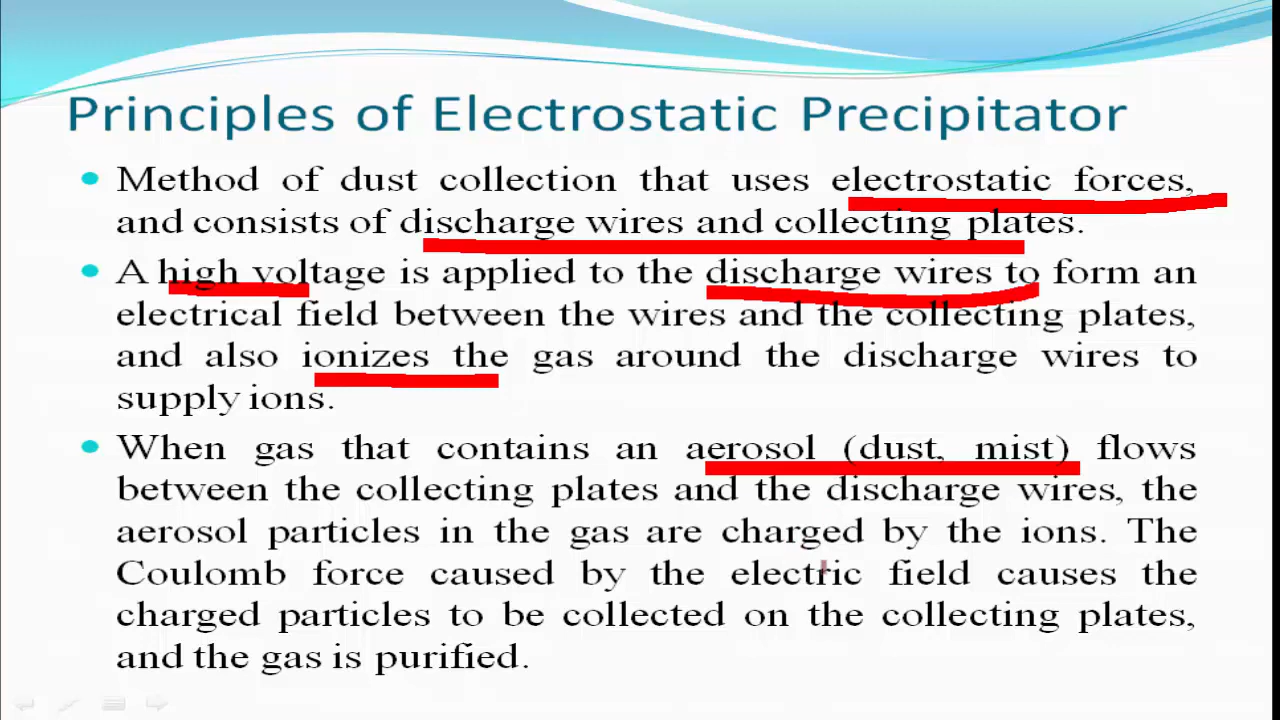 Principles of Electrostatic Precipitator
• Method of dust collection that uses electrostatic forces,
and consists of discharge wires and collecting plates.
• A high voltage is applied to the discharge wires to form an
electrical field between the wires and the collecting plates,
and also ionizes the gas around the discharge wires to
supply ions.
• When gas that contains an aerosol (dust, mist) flows
between the collecting plates and the discharge wires, the
aerosol particles in the gas are charged by the ions. The
Coulomb force caused by the electric field causes the
charged particles to be collected on the collecting plates,
and the gas is purified.